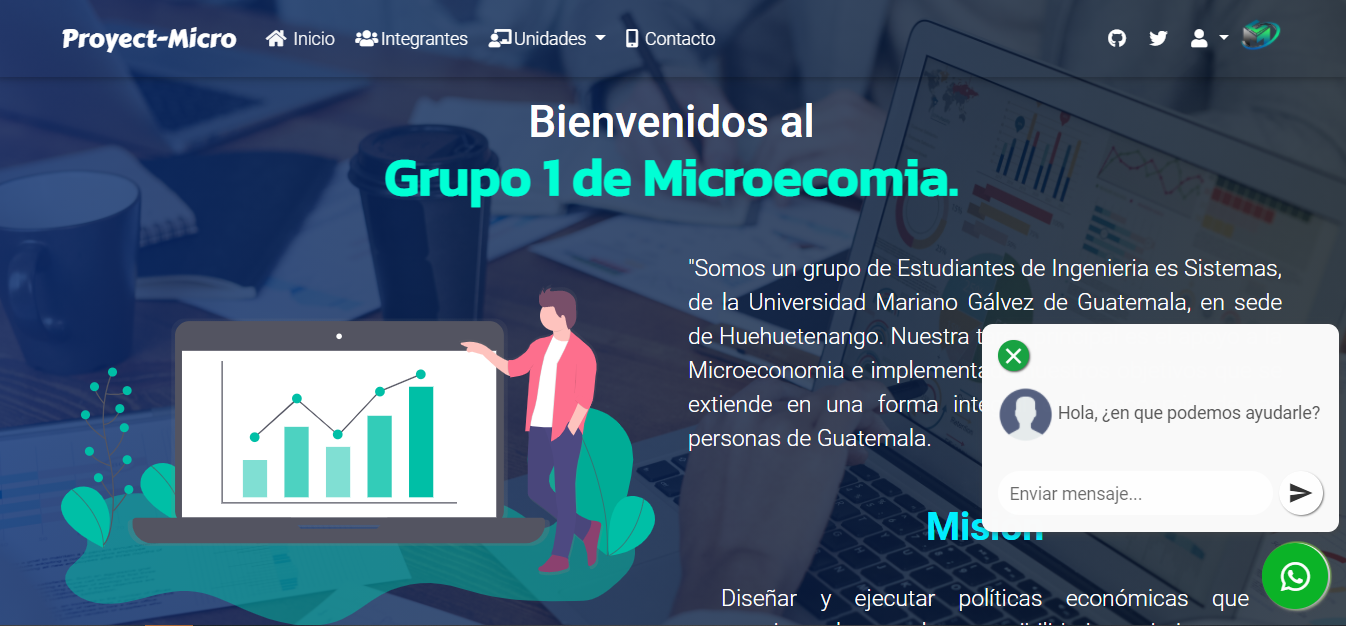 Proyect-Micro Inicio Integrantes Unidades Contacto
Bienvenidos al
Grupo 1 de Microecomia.
"Somos un grupo de Estudiantes de Ingenieria es Sistemas,
de la Universidad Mariano Gálvez de Guatemala, en sede
de Huehuetenango. Nuestra
Microeconomia e
extiende en una forma
personas de Guatemala.
Hola, ¿en que podemos ayudarle?
Enviar mensaje...
Misión
Diseñar y ejecutar políticas económicas que